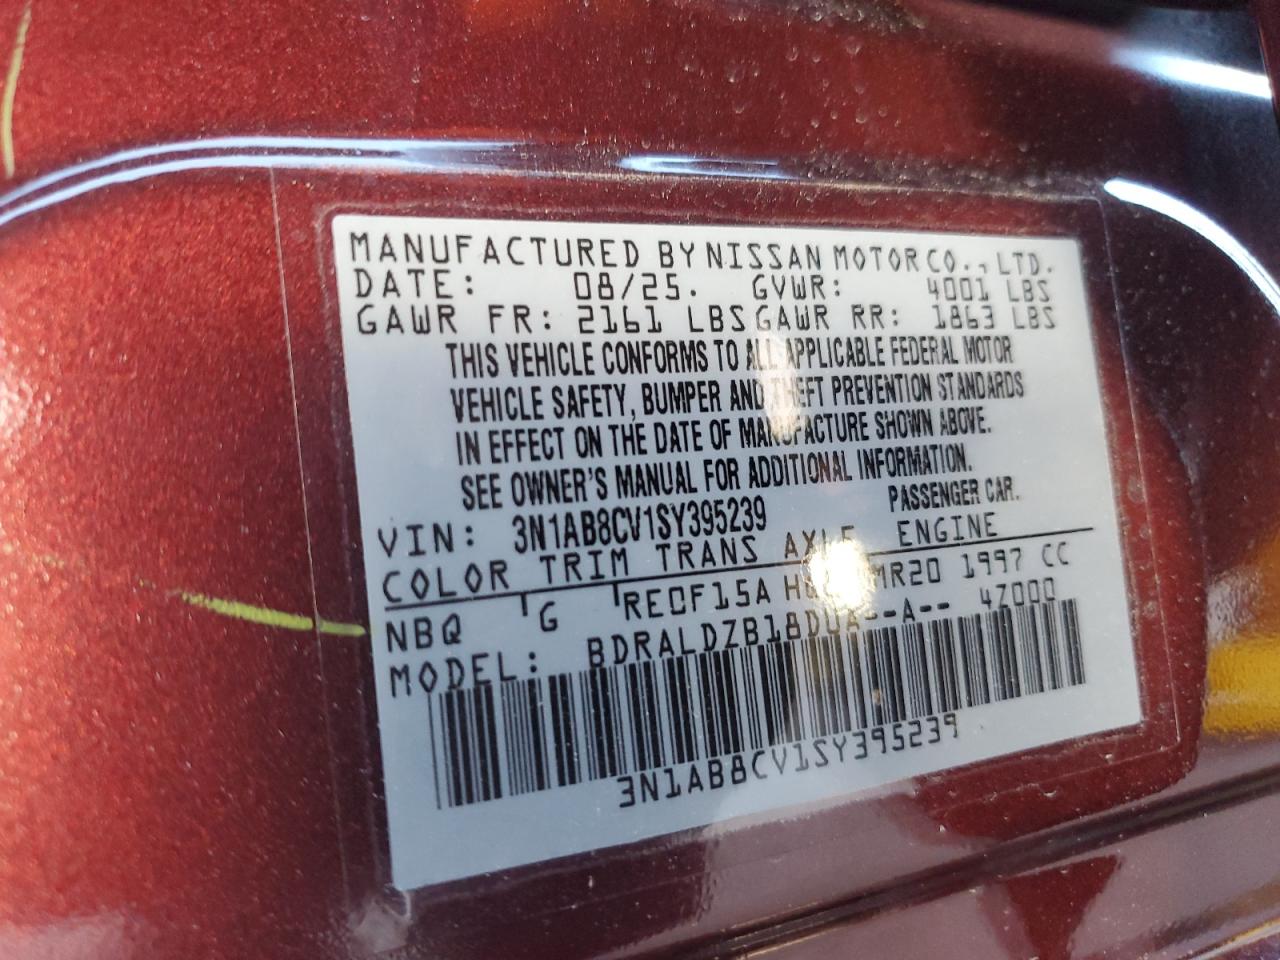 MANUFACTURED BY NISSAN MOTOR CO., LTD.
DATE: 08/25. GVWR: 4001 LBS
GAWR FR: 2161 LBS GAWR RR: 1863 LBS
THIS VEHICLE CONFORMS TO ALL APPLICABLE FEDERAL MOTOR
VEHICLE SAFETY, BUMPER AND THEFT PREVENTION STANDARDS
IN EFFECT ON THE DATE OF MANUFACTURE SHOWN ABOVE.
SEE OWNER'S MANUAL FOR ADDITIONAL INFORMATION.
VIN: 3N1AB8CV1SY395239 PASSENGER CAR.
COLOR TRIM TRANS AXLE ENGINE
NBQ G RE0F15A MR20 1997 CC
MODEL: BDRALDZB18DUA--A-- 4Z000
3N1AB8CV1SY395239